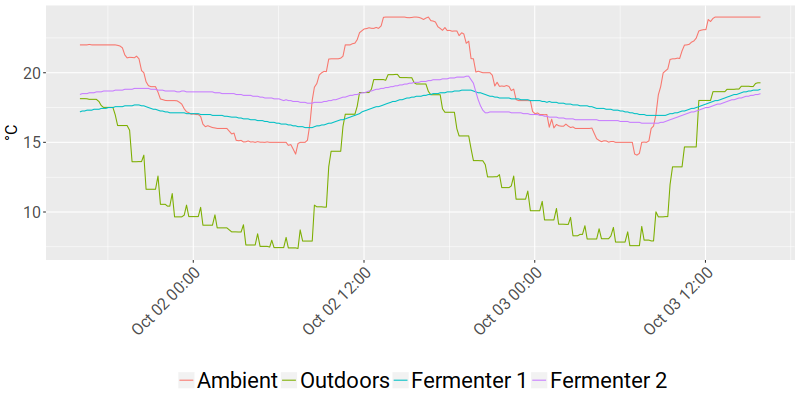 °C
20
15
10
Oct 02 00:00
Oct 02 12:00
Oct 03 00:00
Oct 03 12:00
Ambient Outdoors Fermenter 1 Fermenter 2